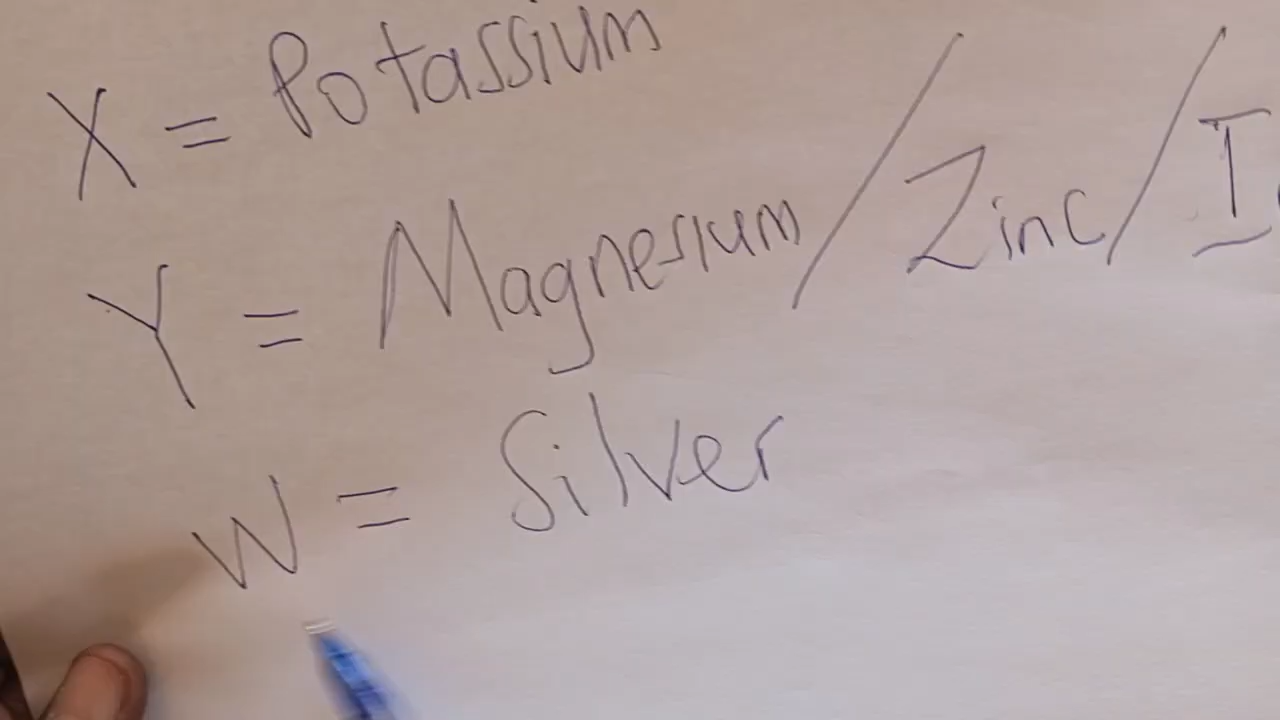 X = Potassium
Y = Magnesium / Zinc / I
W = Silver